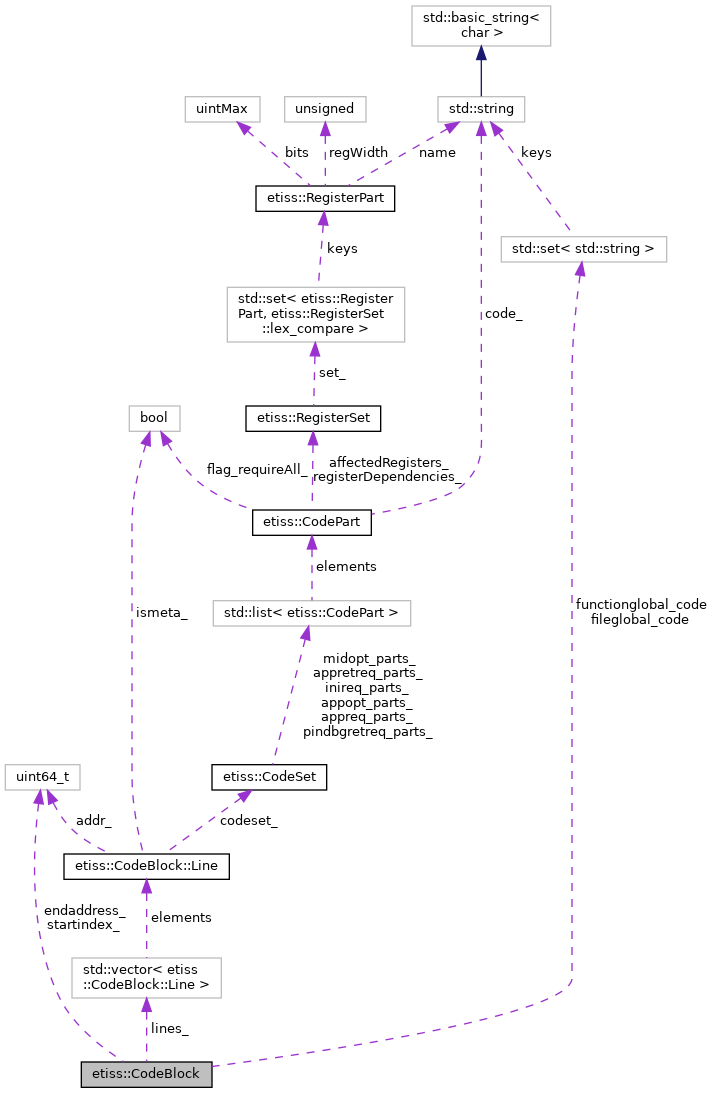 std::basic_string<
char >
uintMax
unsigned
std::string
bits
regWidth
name
keys
etiss::RegisterPart
std::set< std::string >
keys
std::set< etiss::Register
Part, etiss::RegisterSet
::lex_compare >
code_
set_
bool
etiss::RegisterSet
flag_requireAll_
affectedRegisters_
registerDependencies_
etiss::CodePart
elements
ismeta_
std::list< etiss::CodePart >
functionglobal_code
fileglobal_code
midopt_parts_
appretreq_parts_
inireq_parts_
appopt_parts_
appreq_parts_
pindbgretreq_parts_
uint64_t
etiss::CodeSet
addr_
codeset_
etiss::CodeBlock::Line
endaddress_
startindex_
elements
std::vector< etiss
::CodeBlock::Line >
lines_
etiss::CodeBlock